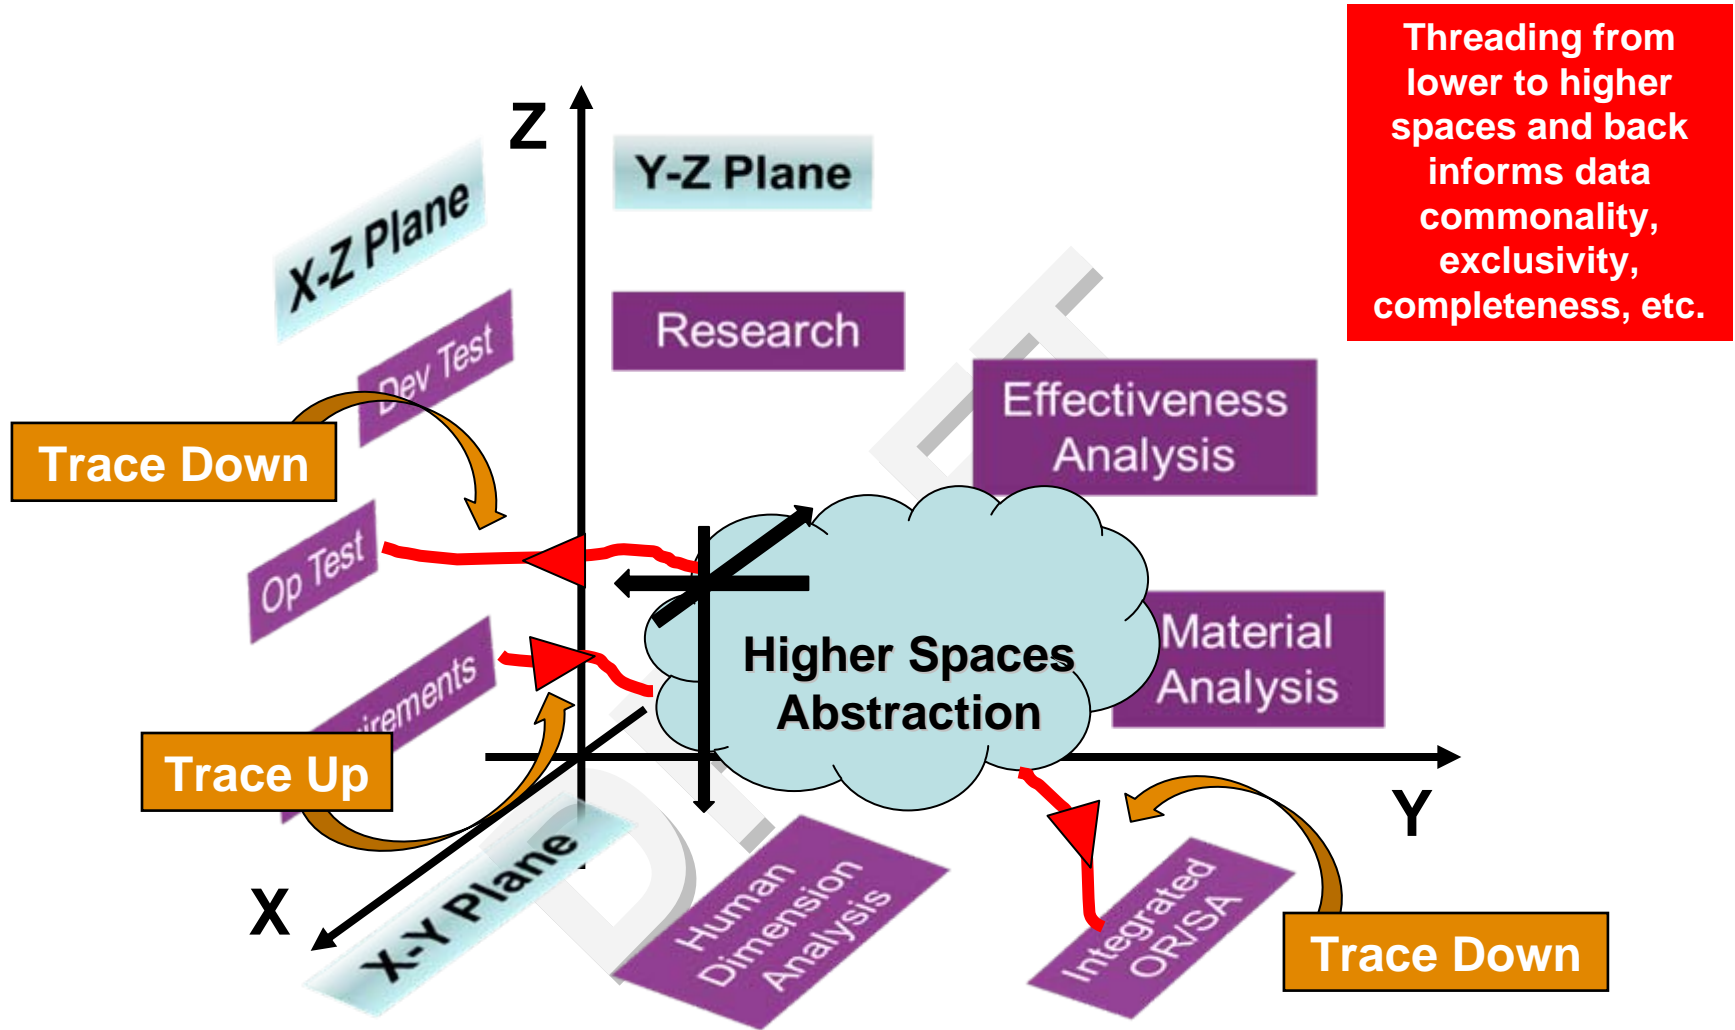 Threading from
lower to higher
spaces and back
informs data
commonality,
exclusivity,
completeness, etc.
Z
Y-Z Plane
X-Z Plane
Research
Dev Test
Effectiveness
Analysis
Trace Down
Op Test
Higher Spaces
Abstraction
Material
Analysis
irements
Trace Up
Y
X
X-Y Plane
Human
Dimension
Analysis
Integrated
OR/SA
Trace Down